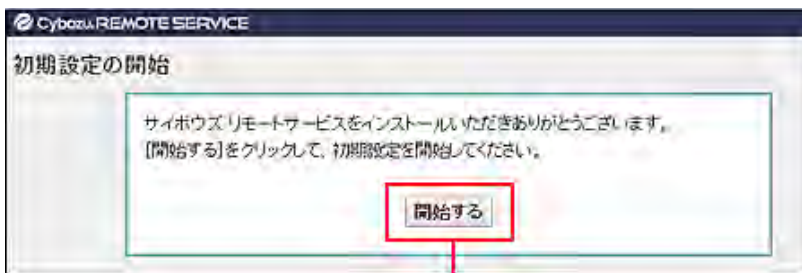 Cybozu.REMOTE SERVICE
初期設定の開始
サイボウズ リモートサービスをインストールいただきありがとうございます。
[開始する]をクリックして、初期設定を開始してください。
開始する